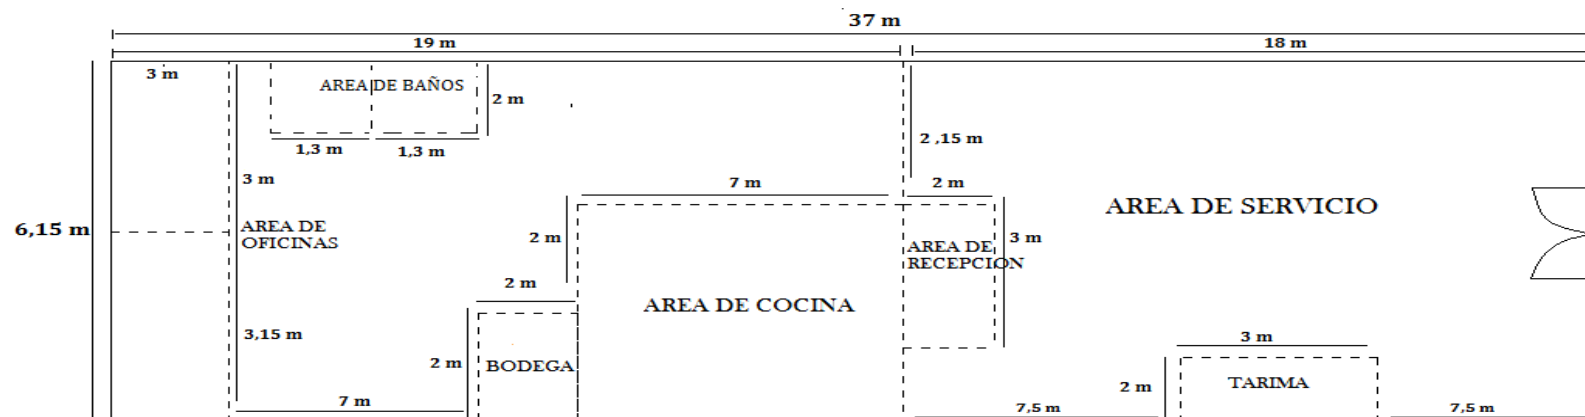 37 m
19 m
18 m
3 m
AREA DE BAÑOS
2 m
1,3 m
1,3 m
2 ,15 m
3 m
7 m
2 m
AREA DE SERVICIO
6,15 m
AREA DE
OFICINAS
2 m
AREA DE
RECEPCION
3 m
2 m
AREA DE COCINA
3,15 m
2 m
BODEGA
3 m
2 m
TARIMA
7 m
7,5 m
7,5 m